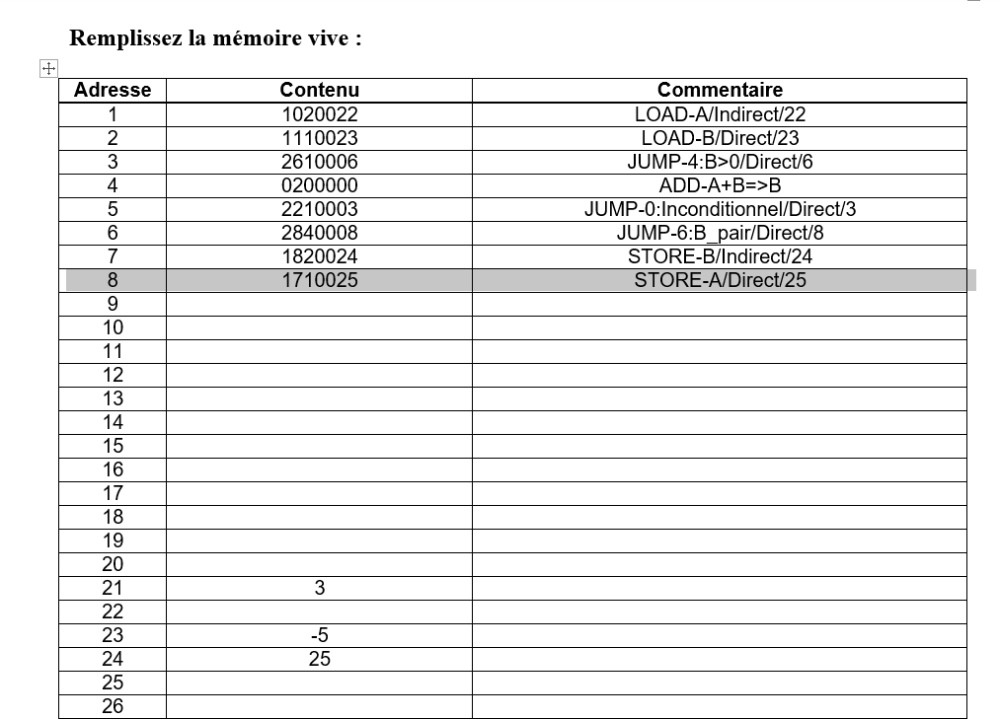 Remplissez la mémoire vive :
Adresse Contenu Commentaire
1 1020022 LOAD-A/Indirect/22
2 1110023 LOAD-B/Direct/23
3 2610006 JUMP-4:B>0/Direct/6
4 0200000 ADD-A+B=>B
5 2210003 JUMP-0:Inconditionnel/Direct/3
6 2840008 JUMP-6:B_pair/Direct/8
7 1820024 STORE-B/Indirect/24
8 1710025 STORE-A/Direct/25
9
10
11
12
13
14
15
16
17
18
19
20
21 3
22
23 -5
24 25
25
26